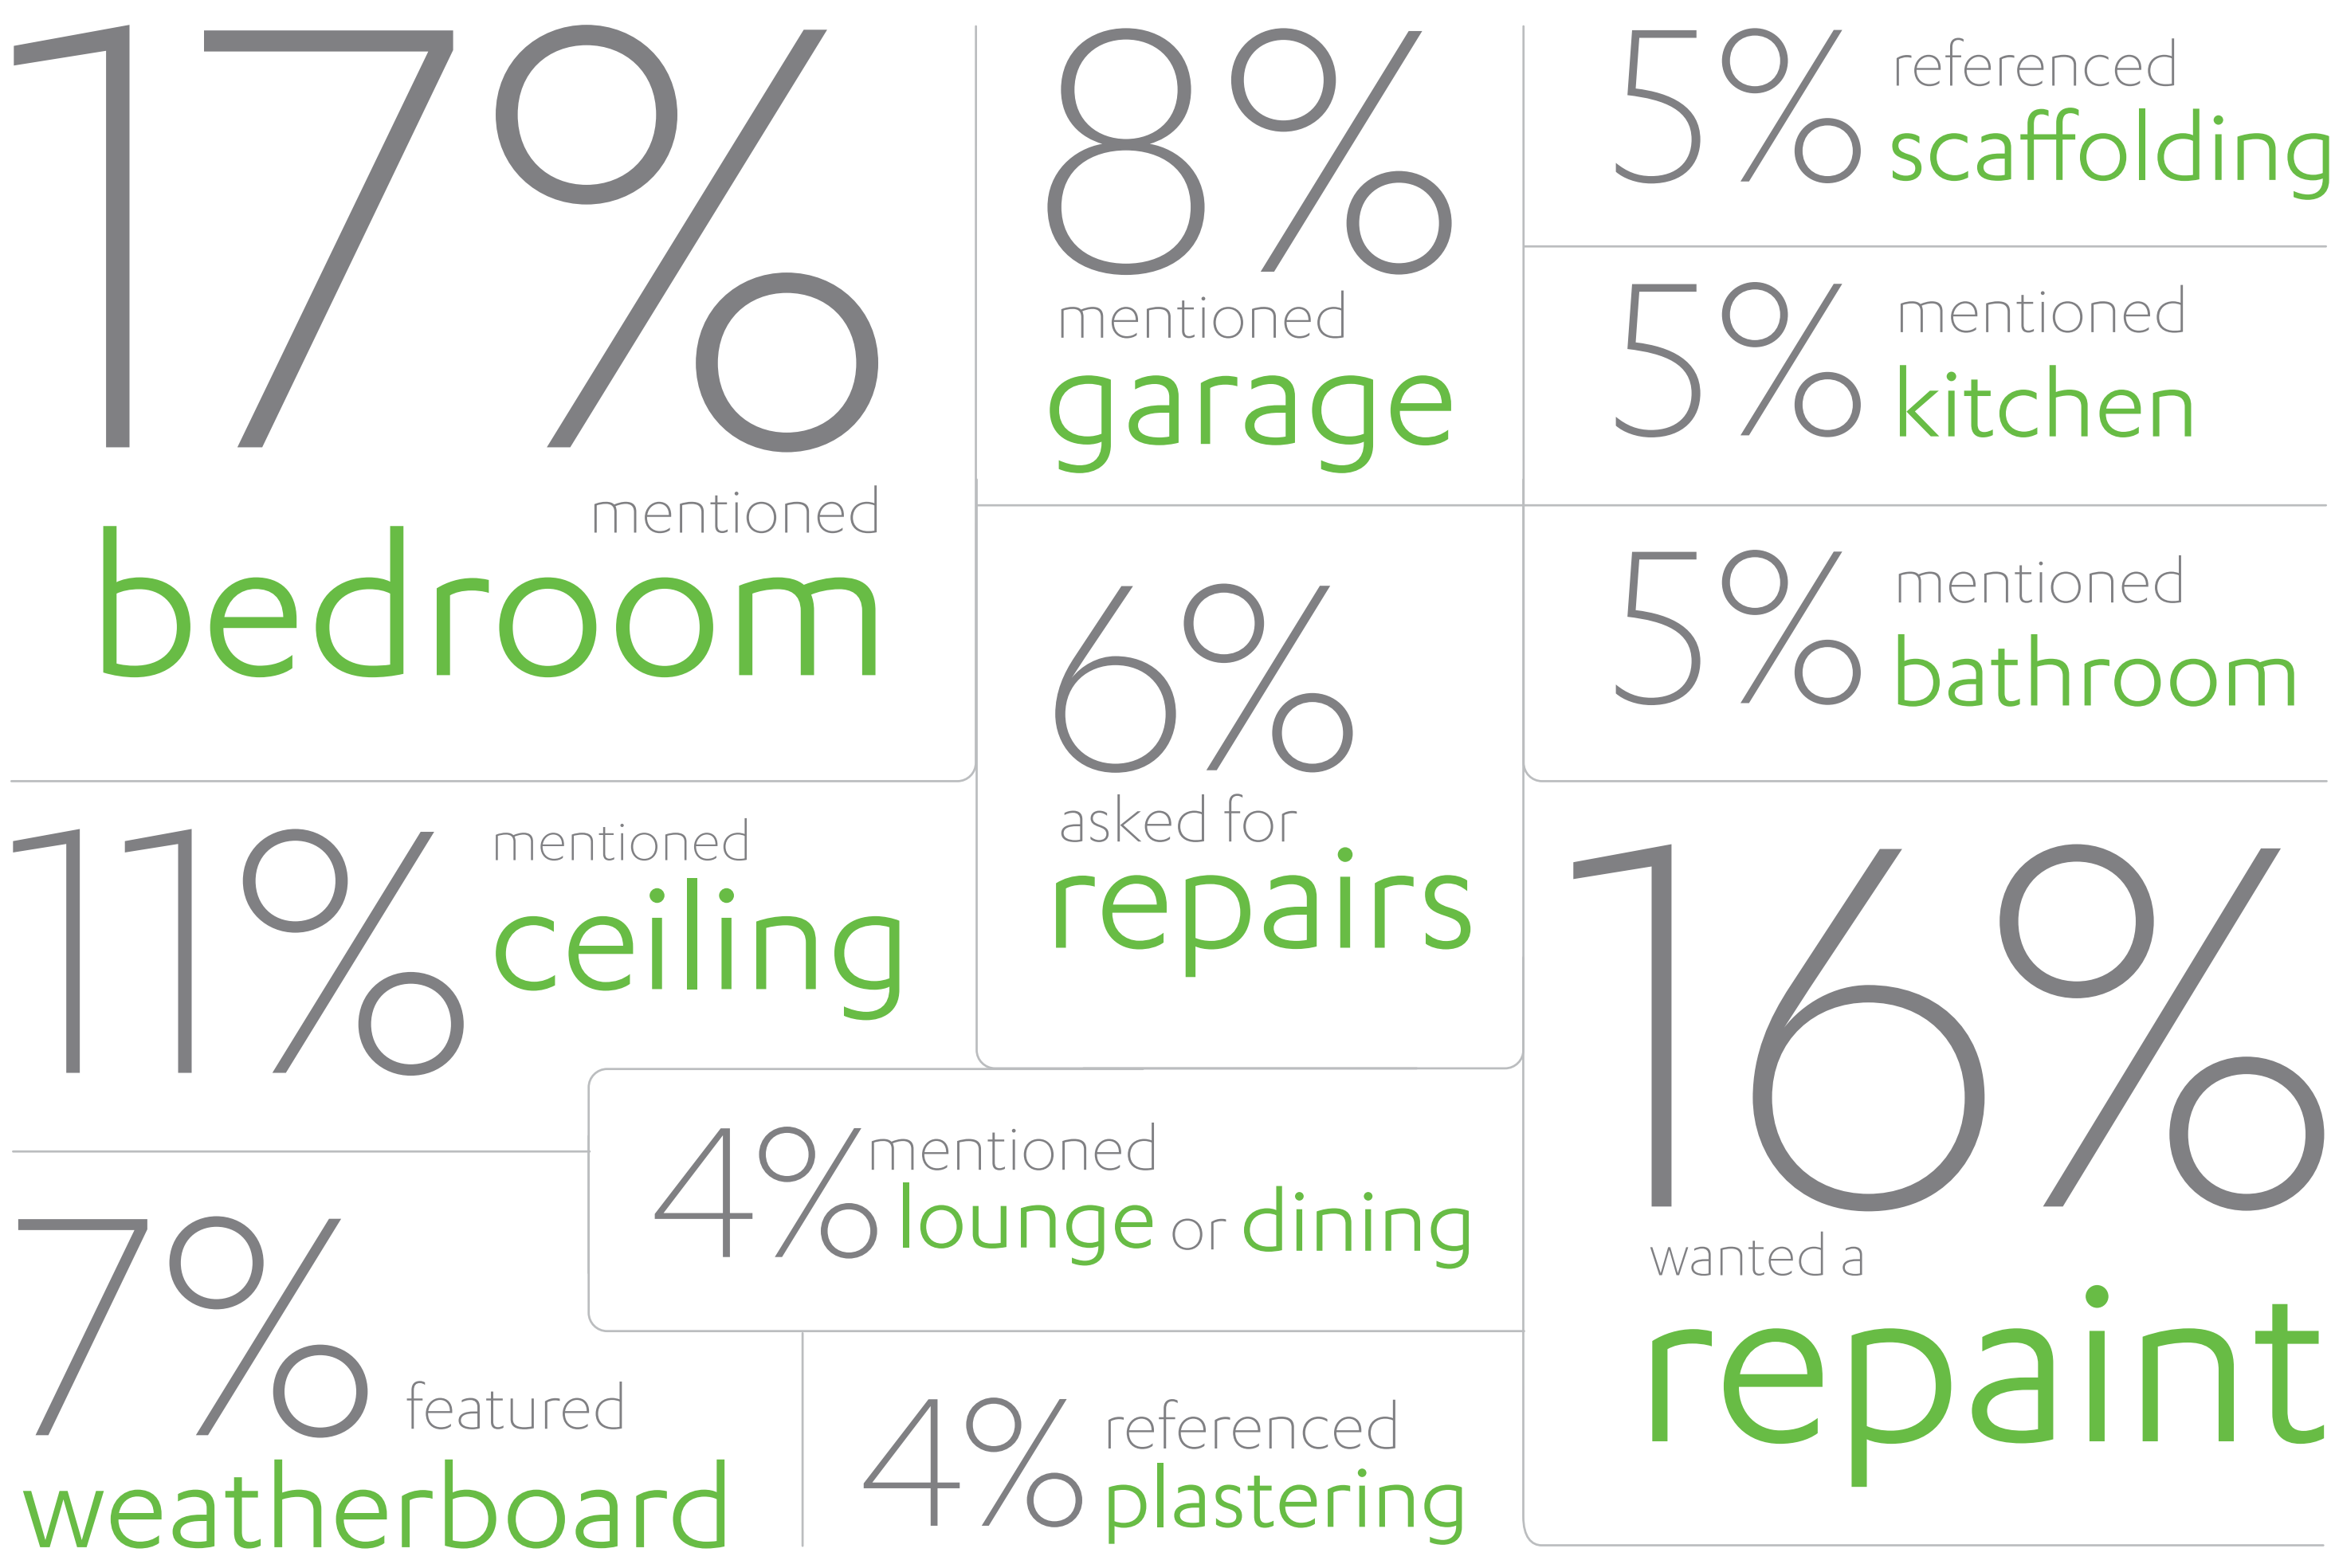 17%
mentioned
bedroom
8%
mentioned
garage
5% referenced
scaffolding
5% mentioned
kitchen
5% mentioned
bathroom
6%
asked for
repairs
11% mentioned
ceiling
16%
wanted a
repaint
4% mentioned
lounge or dining
7% featured
weatherboard
4% referenced
plastering